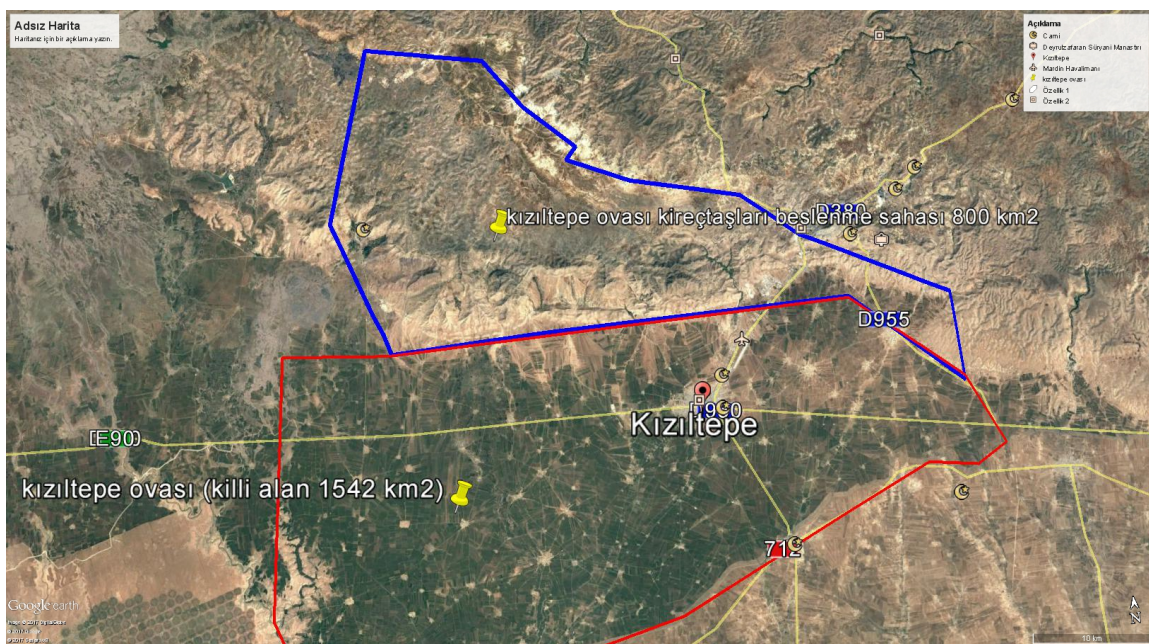 Adsız Harita
Haritanız için bir açıklama yazın.
Açıklama
Cami
Deyrulzafaran Süryani Manastırı
Kızıltepe
Mardin Havalimanı
kızıltepe ovası
Özellik 1
Özellik 2
D380
kızıltepe ovası kireçtaşları beslenme sahası 800 km2
D955
Kızıltepe
E90
kızıltepe ovası (killi alan 1542 km2)
712
Google earth
10 km
N